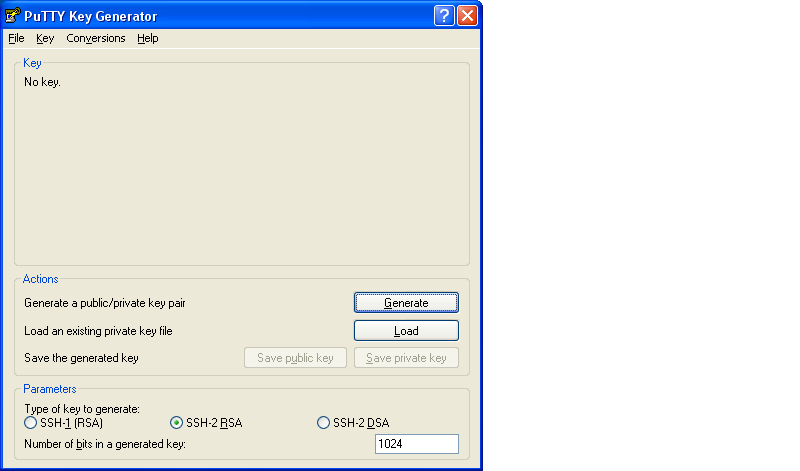 PuTTY Key Generator
File Key Conversions Help
Key
No key.
Actions
Generate a public/private key pair Generate
Load an existing private key file Load
Save the generated key Save public key Save private key
Parameters
Type of key to generate:
SSH-1 (RSA) SSH-2 RSA SSH-2 DSA
Number of bits in a generated key: 1024